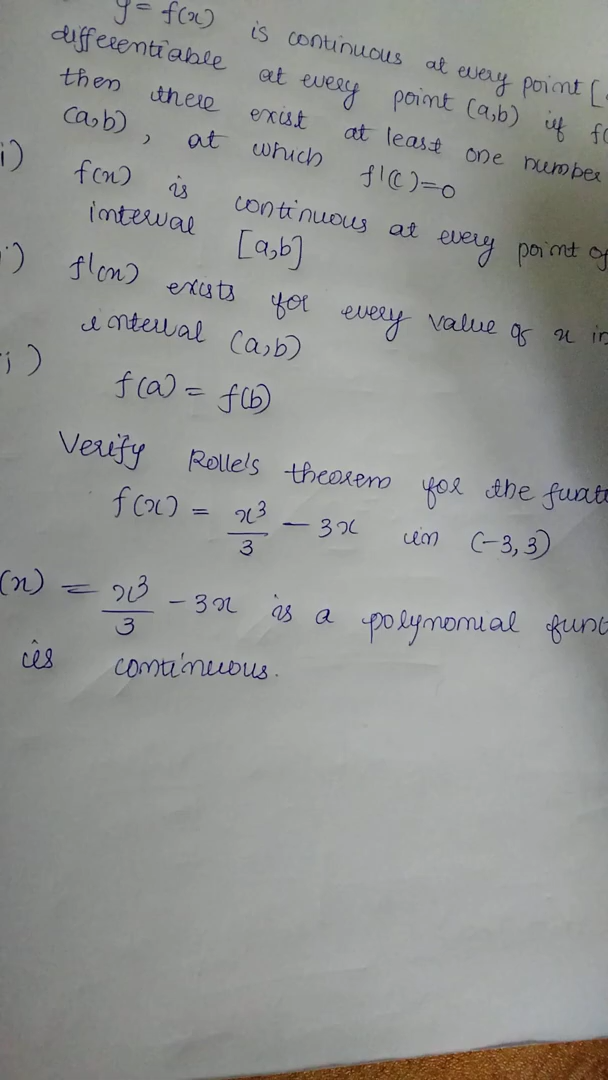 y = f(x) is continuous at every point [
differentiable at every point (a,b) if f(
then there exist at least one number
(a,b), at which f'(c)=0
i) f(x) is continuous at every point of
interval [a,b]
i) f'(x) exists for every value of x in
interval (a,b)
i) f(a) = f(b)
Verify Rolle's theorem for the funct
f(x) = x³/3 - 3x in (-3,3)
(x) = x³/3 - 3x is a polynomial func
is continuous.